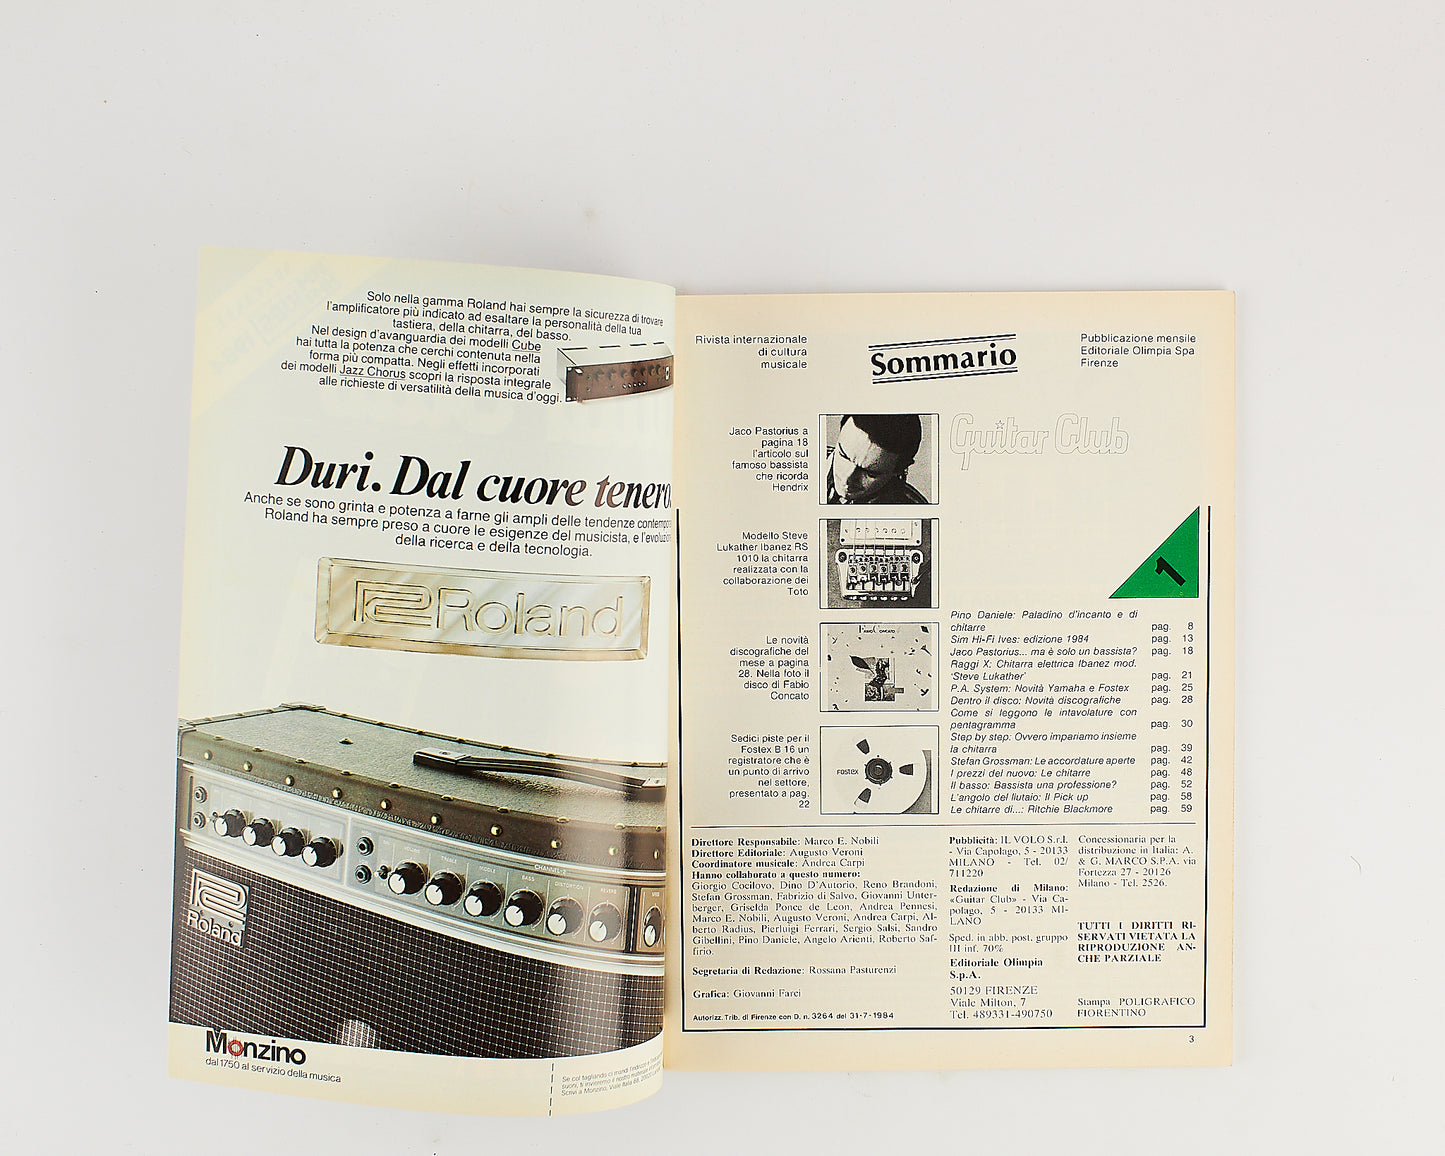 Solo nella gamma Roland hai sempre la sicurezza di trovare
l'amplificatore più indicato ad esaltare la personalità della tua
tastiera, della chitarra, del basso.
Nel design d'avanguardia dei modelli Cube
hai tutta la potenza che cerchi contenuta nella
forma più compatta. Negli effetti incorporati
dei modelli Jazz Chorus scopri la risposta integrale
alle richieste di versatilità della musica d'oggi.
Duri. Dal cuore tenero.
Anche se sono grinta e potenza a farne gli ampli delle tendenze
Roland ha sempre preso a cuore le esigenze del musicista, e
della ricerca e della tecnologia.
Roland
VOLUME TREBLE MIDDLE BASS CHANNEL-2 DISTORTION REVERB
Roland
Monzino
dal 1750 al servizio della musica
Rivista internazionale
di cultura
musicale
Sommario
Pubblicazione mensile
Editoriale Olimpia Spa
Firenze
Guitar Club
1
Jaco Pastorius a
pagina 18
l'articolo sul
famoso bassista
che ricorda
Hendrix
Modello Steve
Lukather Ibanez RS
1010 la chitarra
realizzata con la
collaborazione dei
Toto
Le novità
discografiche del
mese a pagina
28. Nella foto il
disco di Fabio
Concato
Sedici piste per il
Fostex B 16 un
registratore che è
un punto di arrivo
nel settore,
presentato a pag.
22
FOSTEX
Pino Daniele: Paladino d'incanto e di
chitarre pag. 8
Sim Hi-Fi Ives: edizione 1984 pag. 13
Jaco Pastorius... ma è solo un bassista? pag. 18
Raggi X: Chitarra elettrica Ibanez mod.
'Steve Lukather' pag. 21
P.A. System: Novità Yamaha e Fostex pag. 25
Dentro il disco: Novità discografiche pag. 28
Come si leggono le intavolature con
pentagramma pag. 30
Step by step: Ovvero impariamo insieme
la chitarra pag. 39
Stefan Grossman: Le accordature aperte pag. 42
I prezzi del nuovo: Le chitarre pag. 48
Il basso: Bassista una professione? pag. 52
L'angolo del liutaio: Il Pick up pag. 58
Le chitarre di...: Ritchie Blackmore pag. 59
Direttore Responsabile: Marco E. Nobili
Direttore Editoriale: Augusto Veroni
Coordinatore musicale: Andrea Carpi
Hanno collaborato a questo numero:
Giorgio Cocilovo, Dino D'Autorio, Reno Brandoni,
Stefan Grossman, Fabrizio di Salvo, Giovanni Unter-
berger, Griselda Ponce de Leon, Andrea Pennesi,
Marco E. Nobili, Augusto Veroni, Andrea Carpi, Al-
berto Radius, Pierluigi Ferrari, Sergio Salsi, Sandro
Gibellini, Pino Daniele, Angelo Arienti, Roberto Saf-
firio.
Segretaria di Redazione: Rossana Pasturenzi
Grafica: Giovanni Farci
Autorizz. Trib. di Firenze con D. n. 3264 del 31-7-1984
Pubblicità: IL VOLO S.r.l.
- Via Capolago, 5 - 20133
MILANO - Tel. 02/
711220
Redazione di Milano:
«Guitar Club» - Via Ca-
polago, 5 - 20133 MI-
LANO
Sped. in abb. post. gruppo
III inf. 70%
Editoriale Olimpia
S.p.A.
50129 FIRENZE
Viale Milton, 7
Tel. 489331-490750
Concessionaria per la
distribuzione in Italia: A.
& G. MARCO S.P.A. via
Fortezza 27 - 20126
Milano - Tel. 2526.
TUTTI I DIRITTI RI-
SERVATI VIETATA LA
RIPRODUZIONE AN-
CHE PARZIALE
Stampa POLIGRAFICO
FIORENTINO
3